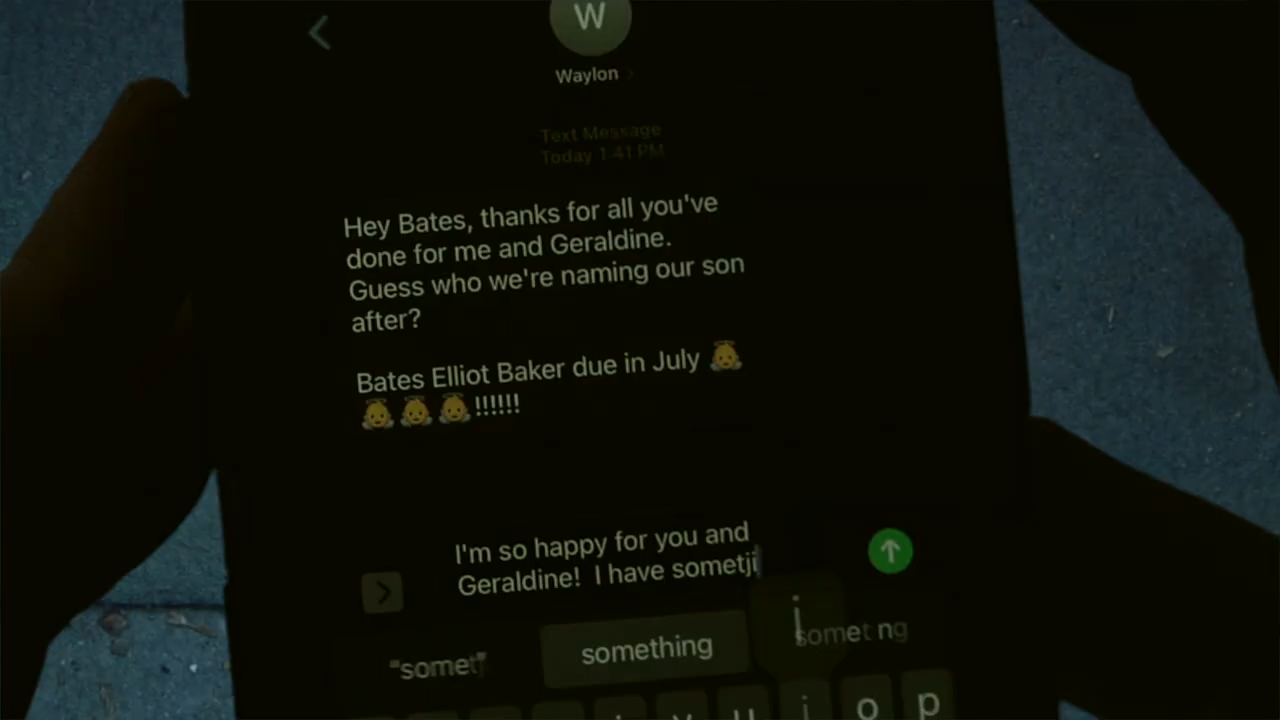 W
Waylon
Text Message
Today 1:41 PM
Hey Bates, thanks for all you've
done for me and Geraldine.
Guess who we're naming our son
after?
Bates Elliot Baker due in July 👼
👼👼👼!!!!!!
I'm so happy for you and
Geraldine!  I have sometji
something
i
u i o p